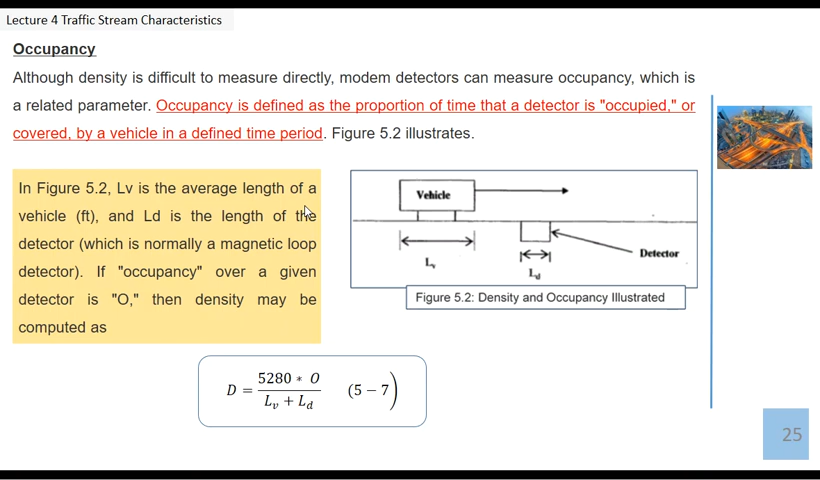 Lecture 4 Traffic Stream Characteristics
Occupancy
Although density is difficult to measure directly, modem detectors can measure occupancy, which is
a related parameter. Occupancy is defined as the proportion of time that a detector is "occupied," or
covered, by a vehicle in a defined time period. Figure 5.2 illustrates.
In Figure 5.2, Lv is the average length of a
vehicle (ft), and Ld is the length of the
detector (which is normally a magnetic loop
detector). If "occupancy" over a given
detector is "O," then density may be
computed as
Vehicle
Lv
Ld
Detector
Figure 5.2: Density and Occupancy Illustrated
D = 5280 * O / Lv + Ld (5 – 7)
25